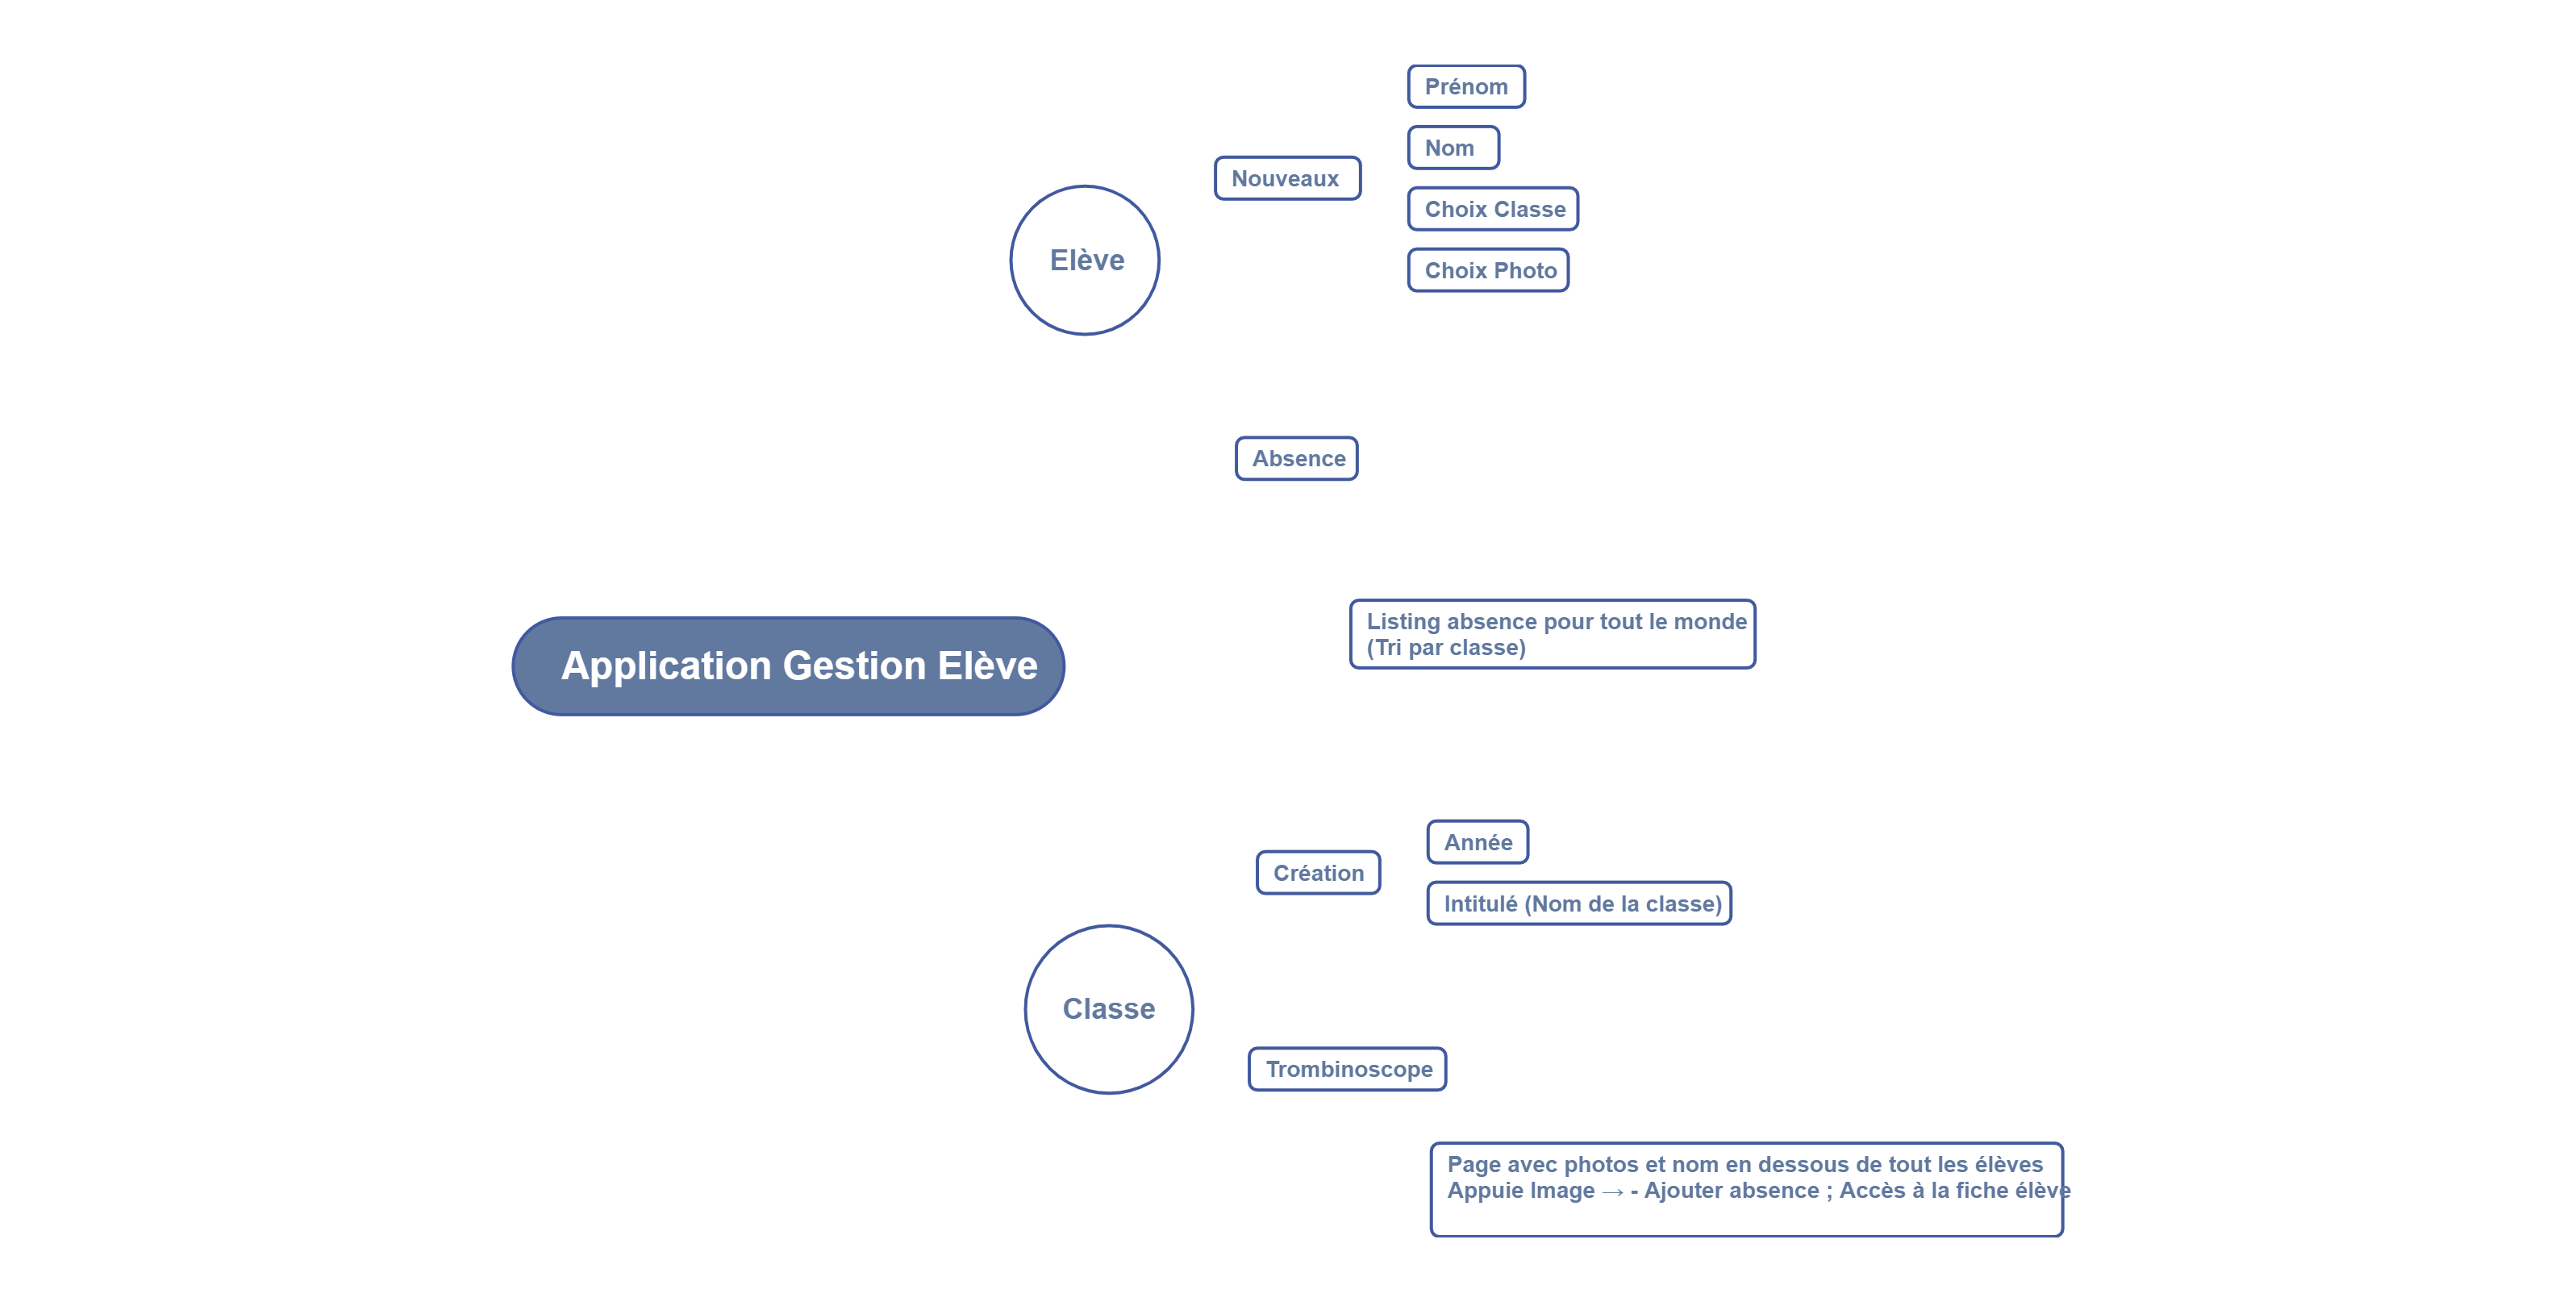 Prénom
Nom
Nouveaux
Choix Classe
Elève
Choix Photo
Absence
Listing absence pour tout le monde
(Tri par classe)
Application Gestion Elève
Année
Création
Intitulé (Nom de la classe)
Classe
Trombinoscope
Page avec photos et nom en dessous de tout les élèves
Appuie Image → - Ajouter absence ; Accès à la fiche élève